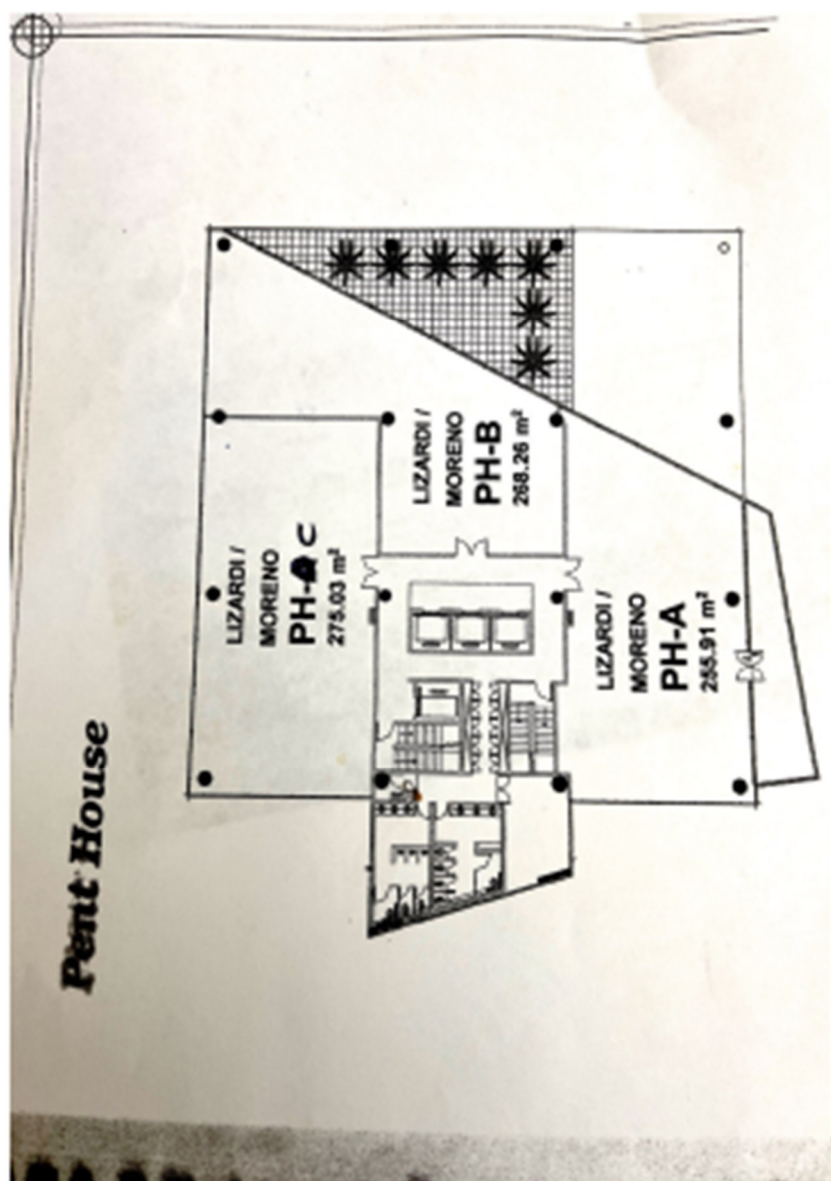 Pent House
LIZARDI /
MORENO
PH-C
275.03 m²
LIZARDI /
MORENO
PH-B
268.26 m²
LIZARDI /
MORENO
PH-A
255.91 m²